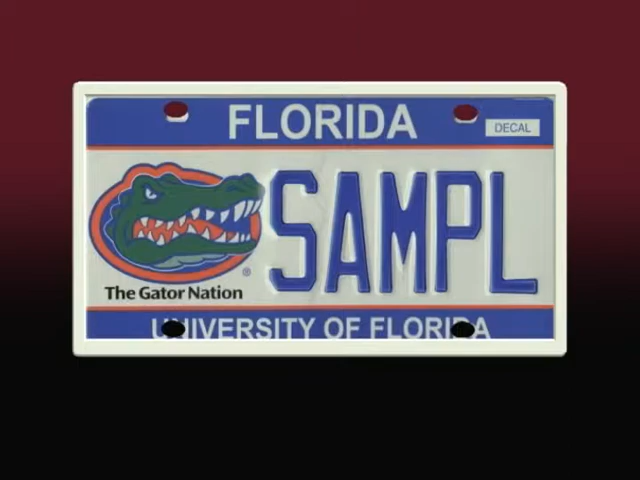 FLORIDA
DECAL
SAMPL
®
The Gator Nation
UNIVERSITY OF FLORIDA